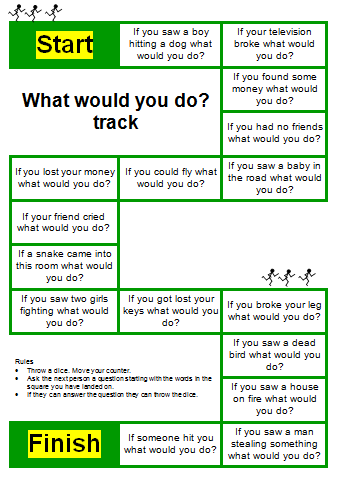 Start
If you saw a boy
hitting a dog what
would you do?
If your television
broke what would
you do?
If you found some
money what would
you do?
What would you do?
track
If you had no friends
what would you do?
If you lost your money
what would you do?
If you could fly what
would you do?
If you saw a baby in
the road what would
you do?
If your friend cried
what would you do?
If a snake came into
this room what would
you do?
If you saw two girls
fighting what would
you do?
If you got lost your
keys what would you
do?
If you broke your leg
what would you do?
If you saw a dead
bird what would you
do?
Rules
• Throw a dice. Move your counter.
• Ask the next person a question starting with the words in the
square you have landed on.
• If they can answer the question they can throw the dice.
If you saw a house
on fire what would
you do?
Finish
If someone hit you
what would you do?
If you saw a man
stealing something
what would you do?